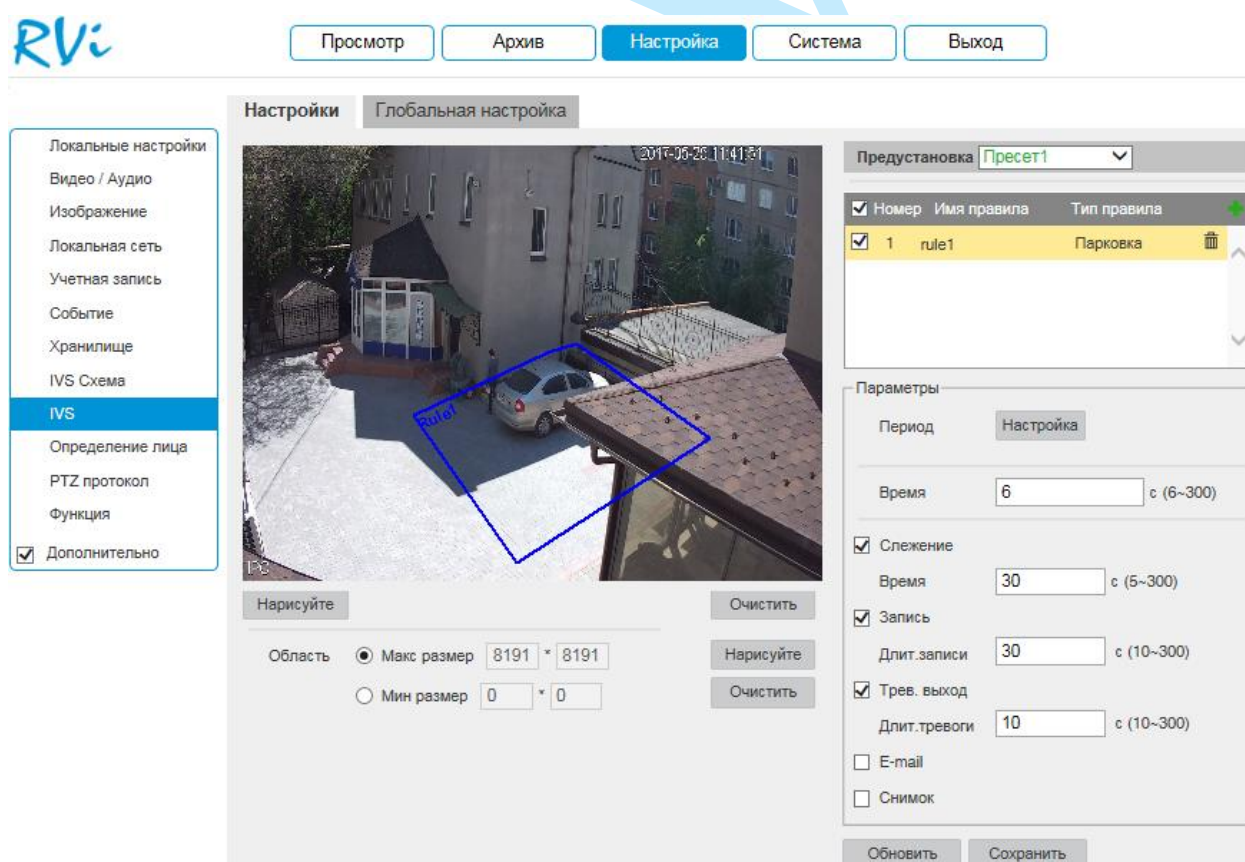 RVi
Просмотр Архив Настройка Система Выход
Настройки Глобальная настройка
Локальные настройки
Видео / Аудио
Изображение
Локальная сеть
Учетная запись
Событие
Хранилище
IVS Схема
IVS
Определение лица
PTZ протокол
Функция
Дополнительно
Rule1
IPC
Нарисуйте Очистить
Область Макс размер 8191 * 8191 Нарисуйте
Мин размер 0 * 0 Очистить
Предустановка Пресет1
Номер Имя правила Тип правила
1 rule1 Парковка
Параметры
Период Настройка
Время 6 с (6~300)
Слежение
Время 30 с (5~300)
Запись
Длит.записи 30 с (10~300)
Трев. выход
Длит.тревоги 10 с (10~300)
E-mail
Снимок
Обновить Сохранить